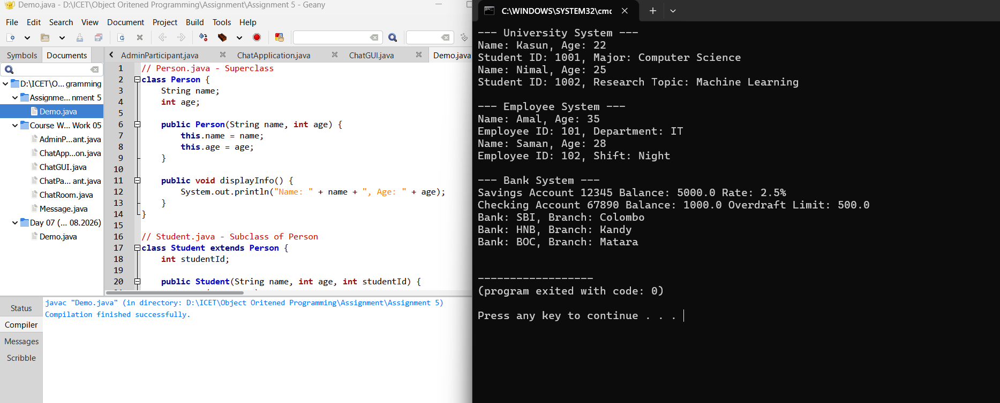 Demo.java - D:\ICET\Object Oritened Programming\Assignment\Assignment 5 - Geany
File Edit Search View Document Project Build Tools Help
Symbols Documents
AdminParticipant.java ChatApplication.java ChatGUI.java Demo.java
D:\ICET\O... gramming
Assignme... nment 5
Demo.java
Course W... Work 05
AdminP...ant.java
ChatApp...on.java
ChatGUI.java
ChatPa... ant.java
ChatRoom.java
Message.java
Day 07 (... 08.2026)
Demo.java
1 // Person.java - Superclass
2 class Person {
3 String name;
4 int age;
5
6 public Person(String name, int age) {
7 this.name = name;
8 this.age = age;
9 }
10
11 public void displayInfo() {
12 System.out.println("Name: " + name + ", Age: " + age);
13 }
14 }
15
16 // Student.java - Subclass of Person
17 class Student extends Person {
18 int studentId;
19
20 public Student(String name, int age, int studentId) {
Status
Compiler
Messages
Scribble
javac "Demo.java" (in directory: D:\ICET\Object Oritened Programming\Assignment\Assignment 5)
Compilation finished successfully.
C:\WINDOWS\SYSTEM32\cmc
--- University System ---
Name: Kasun, Age: 22
Student ID: 1001, Major: Computer Science
Name: Nimal, Age: 25
Student ID: 1002, Research Topic: Machine Learning
--- Employee System ---
Name: Amal, Age: 35
Employee ID: 101, Department: IT
Name: Saman, Age: 28
Employee ID: 102, Shift: Night
--- Bank System ---
Savings Account 12345 Balance: 5000.0 Rate: 2.5%
Checking Account 67890 Balance: 1000.0 Overdraft Limit: 500.0
Bank: SBI, Branch: Colombo
Bank: HNB, Branch: Kandy
Bank: BOC, Branch: Matara
------------------
(program exited with code: 0)
Press any key to continue . . .